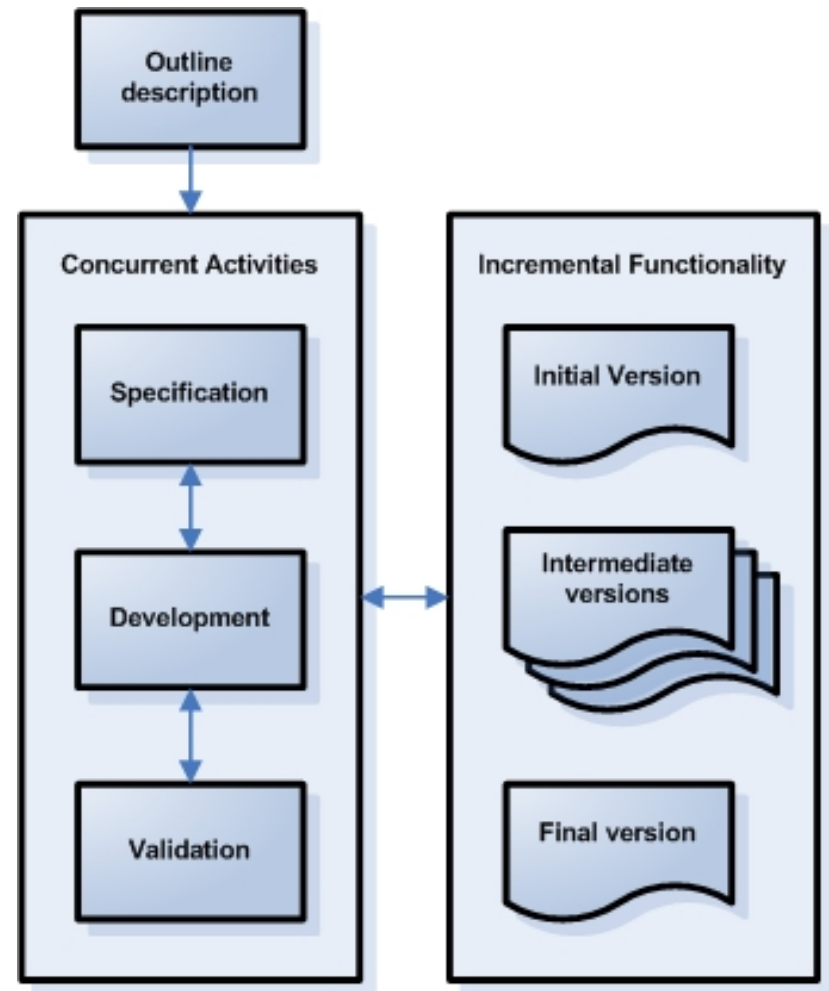 Outline
description
Concurrent Activities
Specification
Development
Validation
Incremental Functionality
Initial Version
Intermediate
versions
Final version